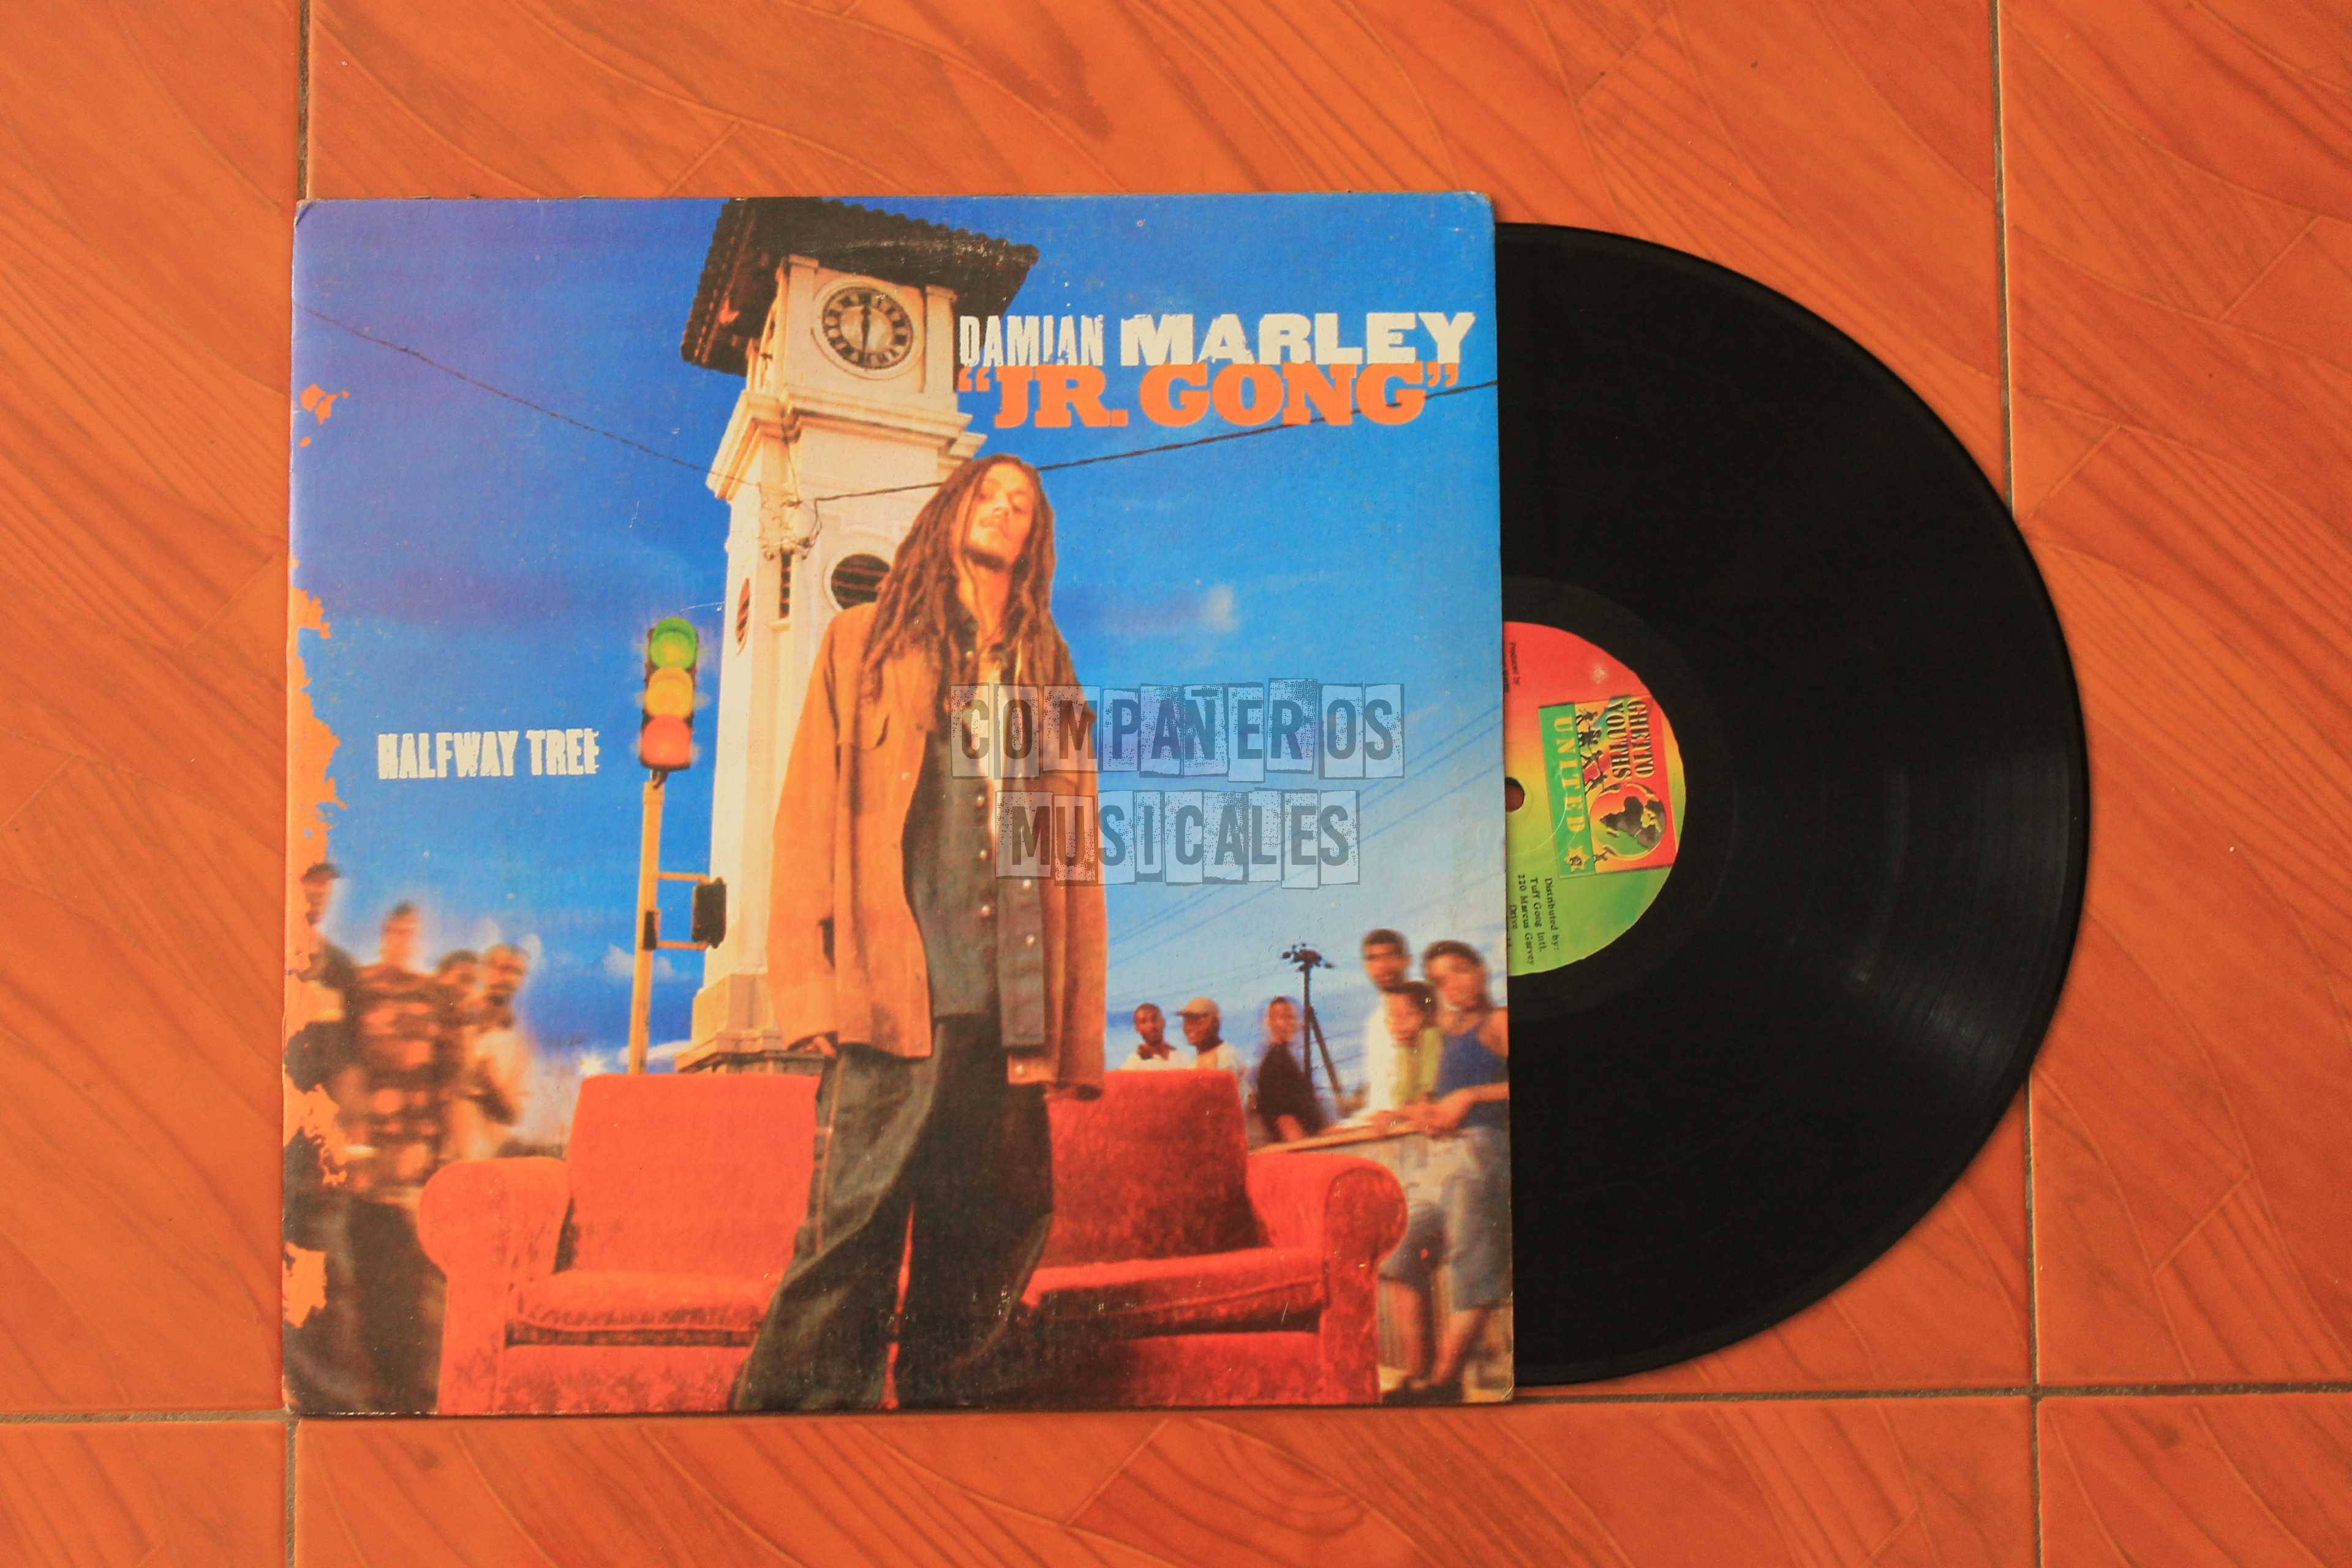 DAMIAN MARLEY
“JR. GONG”
HALFWAY TREE
COMPAÑEROS
MUSICALES
GHETTO
YOUTHS
UNITED
Distributed by:
Tuff Gong Intl.
220 Marcus Garvey
Drive